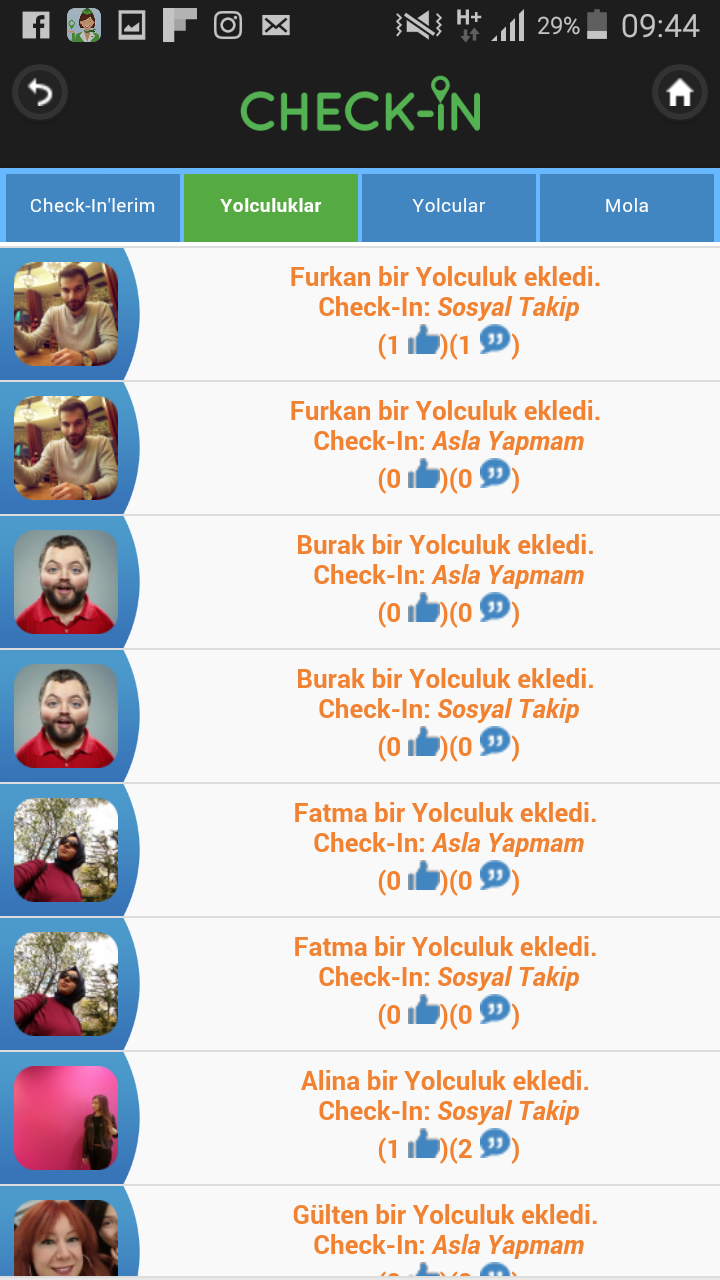 H+
29%
09:44
CHECK-iN
Check-In'lerim
Yolculuklar
Yolcular
Mola
Furkan bir Yolculuk ekledi.
Check-In: Sosyal Takip
(1 )(1 )
Furkan bir Yolculuk ekledi.
Check-In: Asla Yapmam
(0 )(0 )
Burak bir Yolculuk ekledi.
Check-In: Asla Yapmam
(0 )(0 )
Burak bir Yolculuk ekledi.
Check-In: Sosyal Takip
(0 )(0 )
Fatma bir Yolculuk ekledi.
Check-In: Asla Yapmam
(0 )(0 )
Fatma bir Yolculuk ekledi.
Check-In: Sosyal Takip
(0 )(0 )
Alina bir Yolculuk ekledi.
Check-In: Sosyal Takip
(1 )(2 )
Gülten bir Yolculuk ekledi.
Check-In: Asla Yapmam